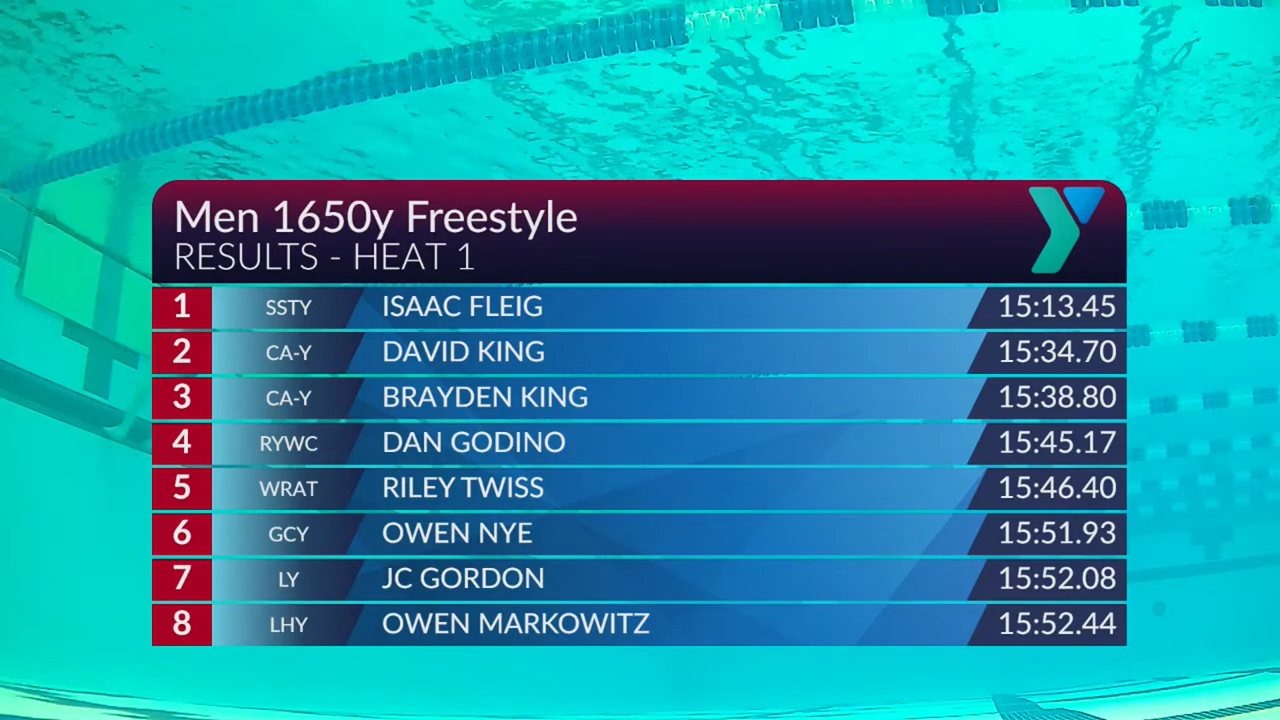 Men 1650y Freestyle
RESULTS - HEAT 1
1 SSTY ISAAC FLEIG 15:13.45
2 CA-Y DAVID KING 15:34.70
3 CA-Y BRAYDEN KING 15:38.80
4 RYWC DAN GODINO 15:45.17
5 WRAT RILEY TWISS 15:46.40
6 GCY OWEN NYE 15:51.93
7 LY JC GORDON 15:52.08
8 LHY OWEN MARKOWITZ 15:52.44